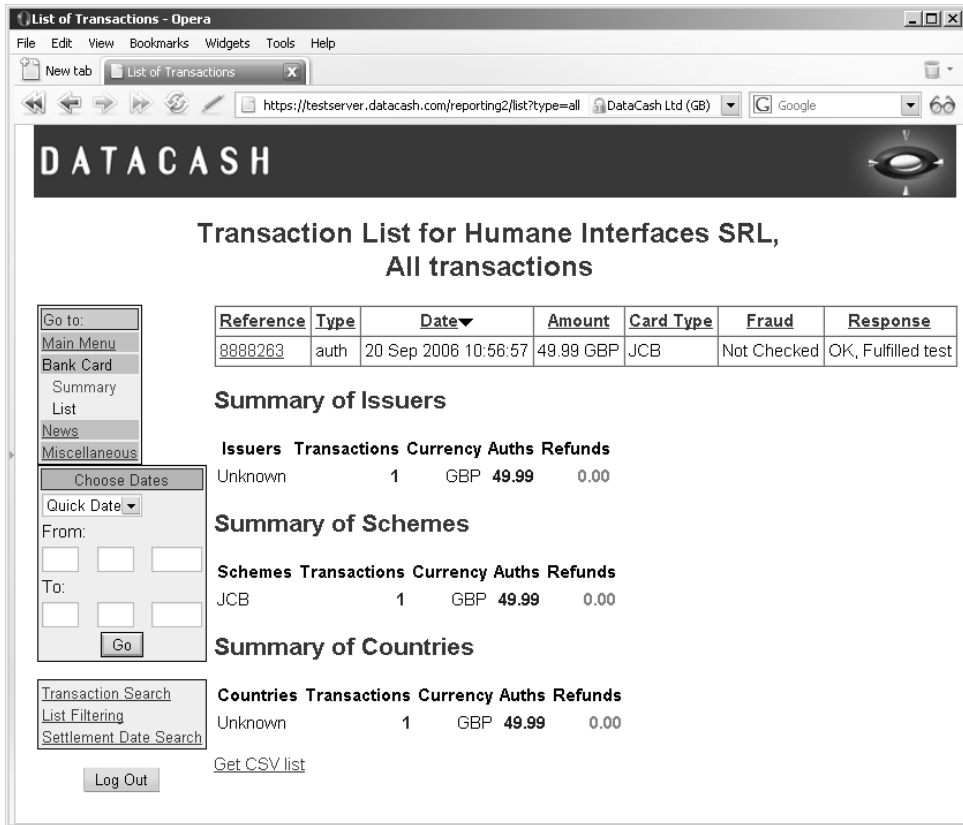 List of Transactions - Opera
File Edit View Bookmarks Widgets Tools Help
New tab List of Transactions
https://testserver.datacash.com/reporting2/list?type=all DataCash Ltd (GB) G Google
DATACASH
Transaction List for Humane Interfaces SRL,
All transactions
Go to:
Main Menu
Bank Card
Summary
List
News
Miscellaneous
Choose Dates
Quick Date
From:
To:
Go
Transaction Search
List Filtering
Settlement Date Search
Log Out
Reference Type Date Amount Card Type Fraud Response
8888263 auth 20 Sep 2006 10:56:57 49.99 GBP JCB Not Checked OK, Fulfilled test
Summary of Issuers
Issuers Transactions Currency Auths Refunds
Unknown 1 GBP 49.99 0.00
Summary of Schemes
Schemes Transactions Currency Auths Refunds
JCB 1 GBP 49.99 0.00
Summary of Countries
Countries Transactions Currency Auths Refunds
Unknown 1 GBP 49.99 0.00
Get CSV list